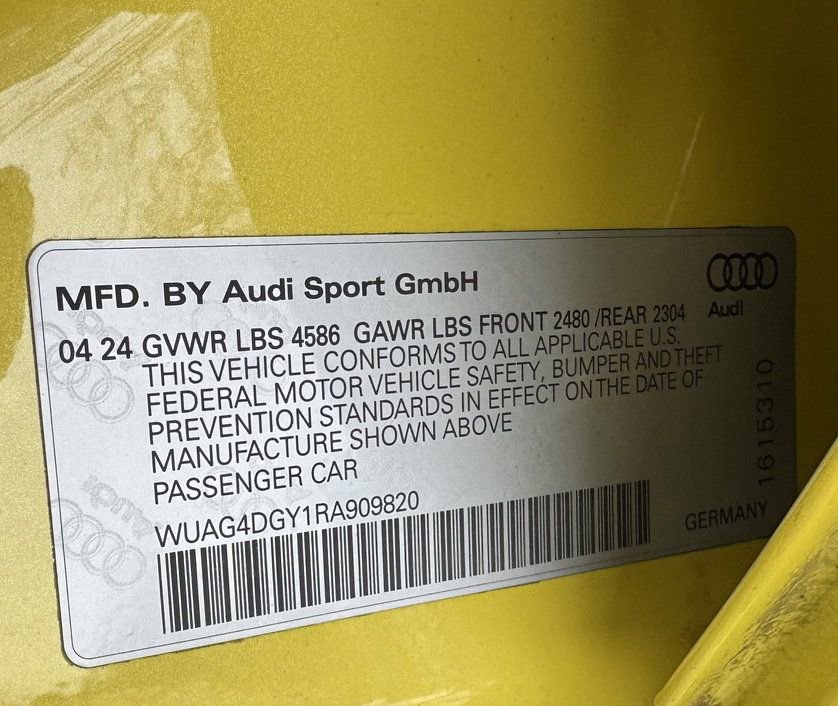 MFD. BY Audi Sport GmbH
Audi
04 24 GVWR LBS 4586 GAWR LBS FRONT 2480 /REAR 2304
THIS VEHICLE CONFORMS TO ALL APPLICABLE U.S.
FEDERAL MOTOR VEHICLE SAFETY, BUMPER AND THEFT
PREVENTION STANDARDS IN EFFECT ON THE DATE OF
MANUFACTURE SHOWN ABOVE
PASSENGER CAR
WUAG4DGY1RA909820
GERMANY
1615310
Audi
Audi